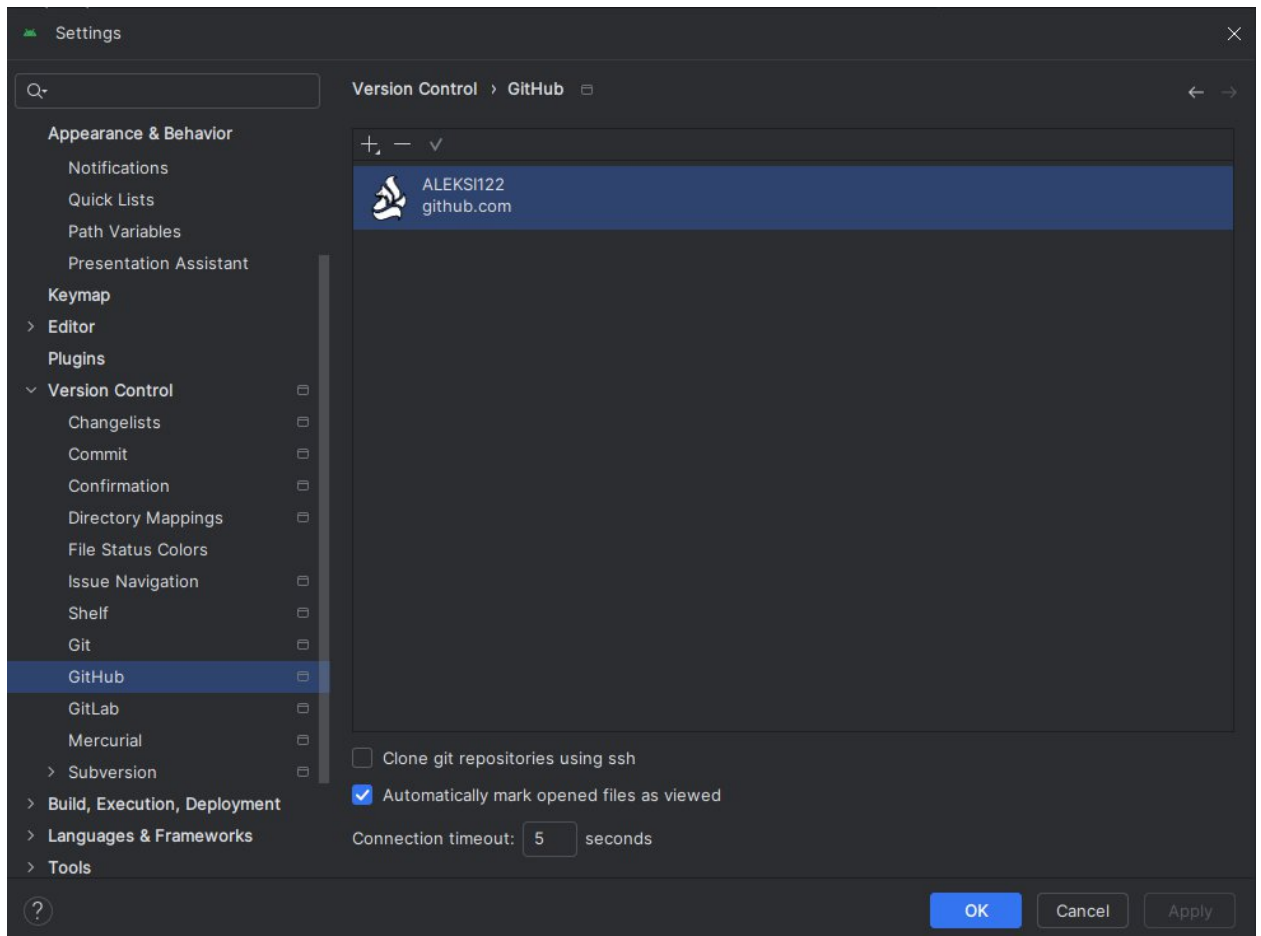 Settings
Version Control › GitHub
Appearance & Behavior
Notifications
Quick Lists
Path Variables
Presentation Assistant
Keymap
Editor
Plugins
Version Control
Changelists
Commit
Confirmation
Directory Mappings
File Status Colors
Issue Navigation
Shelf
Git
GitHub
GitLab
Mercurial
Subversion
Build, Execution, Deployment
Languages & Frameworks
Tools
ALEKSI122
github.com
Clone git repositories using ssh
Automatically mark opened files as viewed
Connection timeout: 5 seconds
?
OK
Cancel
Apply